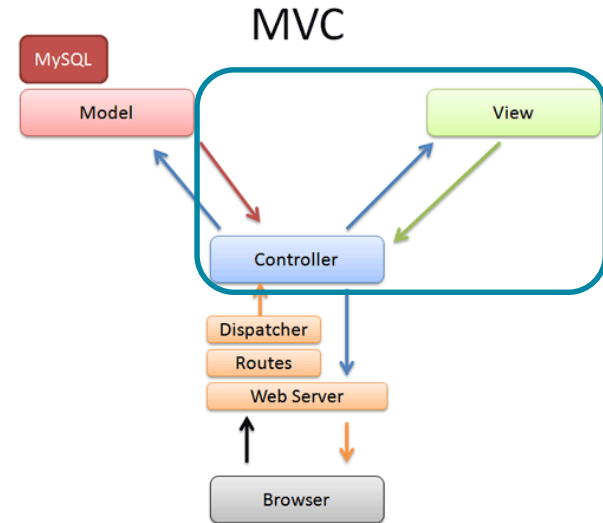 MVC
MySQL
Model
View
Controller
Dispatcher
Routes
Web Server
Browser